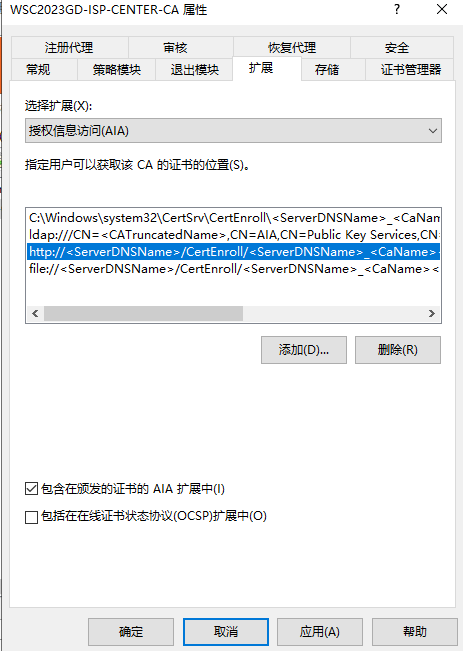 WSC2023GD-ISP-CENTER-CA 属性
?
注册代理 审核 恢复代理 安全
常规 策略模块 退出模块 扩展 存储 证书管理器
选择扩展(X):
授权信息访问(AIA)
指定用户可以获取该 CA 的证书的位置(S)。
C:\Windows\system32\CertSrv\CertEnroll\<ServerDNSName>_<CaNam
ldap:///CN=<CATruncatedName>,CN=AIA,CN=Public Key Services,CN=
http://<ServerDNSName>/CertEnroll/<ServerDNSName>_<CaName><
file://<ServerDNSName>/CertEnroll/<ServerDNSName>_<CaName><
添加(D)... 删除(R)
包含在颁发的证书的 AIA 扩展中(I)
包括在在线证书状态协议(OCSP)扩展中(O)
确定 取消 应用(A) 帮助